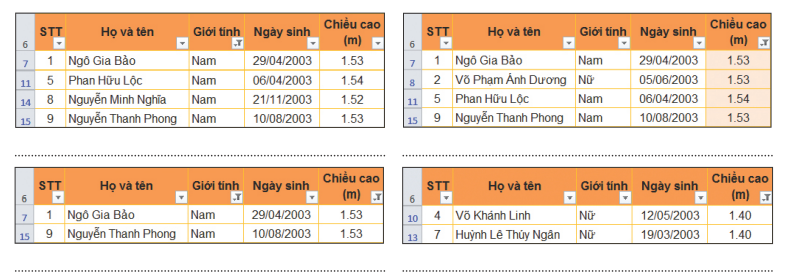 6 STT Họ và tên Giới tính Ngày sinh Chiều cao (m)
7 1 Ngô Gia Bảo Nam 29/04/2003 1.53
11 5 Phan Hữu Lộc Nam 06/04/2003 1.54
14 8 Nguyễn Minh Nghĩa Nam 21/11/2003 1.52
15 9 Nguyễn Thanh Phong Nam 10/08/2003 1.53
6 STT Họ và tên Giới tính Ngày sinh Chiều cao (m)
7 1 Ngô Gia Bảo Nam 29/04/2003 1.53
8 2 Võ Phạm Ánh Dương Nữ 05/06/2003 1.53
11 5 Phan Hữu Lộc Nam 06/04/2003 1.54
15 9 Nguyễn Thanh Phong Nam 10/08/2003 1.53
6 STT Họ và tên Giới tính Ngày sinh Chiều cao (m)
7 1 Ngô Gia Bảo Nam 29/04/2003 1.53
15 9 Nguyễn Thanh Phong Nam 10/08/2003 1.53
6 STT Họ và tên Giới tính Ngày sinh Chiều cao (m)
10 4 Võ Khánh Linh Nữ 12/05/2003 1.40
13 7 Huỳnh Lê Thúy Ngân Nữ 19/03/2003 1.40